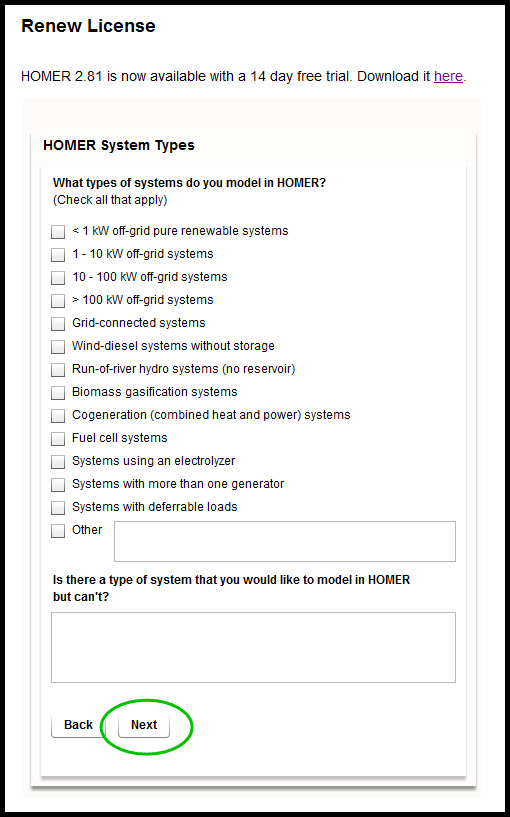 Renew License
HOMER 2.81 is now available with a 14 day free trial. Download it here.
HOMER System Types
What types of systems do you model in HOMER?
(Check all that apply)
< 1 kW off-grid pure renewable systems
1 - 10 kW off-grid systems
10 - 100 kW off-grid systems
> 100 kW off-grid systems
Grid-connected systems
Wind-diesel systems without storage
Run-of-river hydro systems (no reservoir)
Biomass gasification systems
Cogeneration (combined heat and power) systems
Fuel cell systems
Systems using an electrolyzer
Systems with more than one generator
Systems with deferrable loads
Other
Is there a type of system that you would like to model in HOMER
but can't?
Back Next